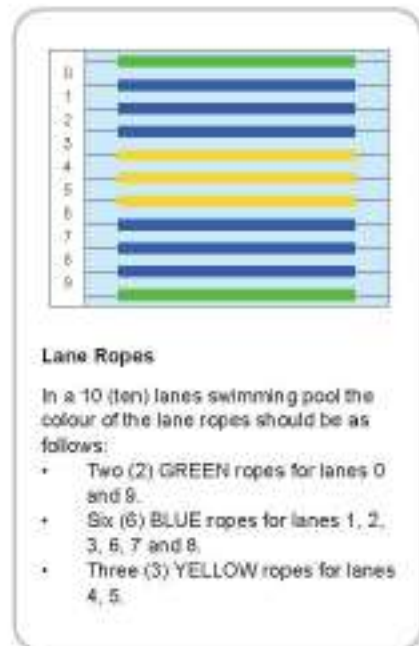 0
1
2
3
4
5
6
7
8
9
Lane Ropes
In a 10 (ten) lanes swimming pool the
colour of the lane ropes should be as
follows:
• Two (2) GREEN ropes for lanes 0
and 9.
• Six (6) BLUE ropes for lanes 1, 2,
3, 6, 7 and 8.
• Three (3) YELLOW ropes for lanes
4, 5.